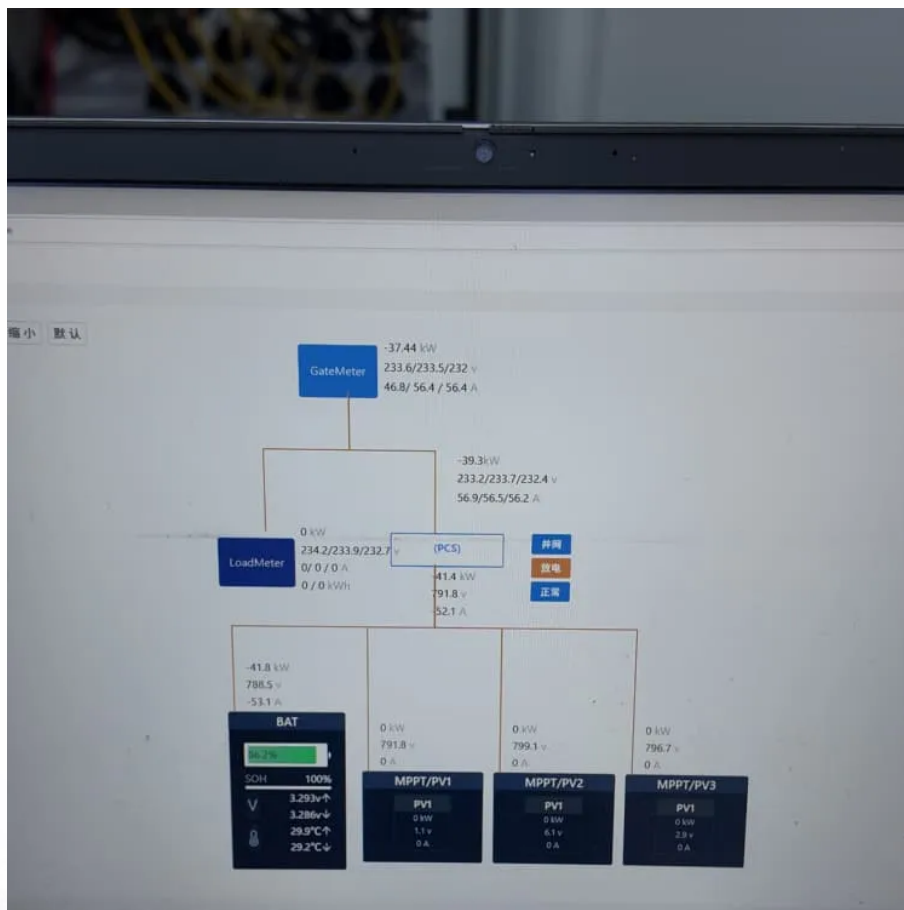 缩小 默认
-37.44 kW
GateMeter
233.6/233.5/232 v
46.8/ 56.4 / 56.4 A
-39.3kW
233.2/233.7/232.4 v
56.9/56.5/56.2 A
0 kW
234.2/233.9/232.7 v
LoadMeter
0/ 0 / 0 A
0 / 0 kWh
(PCS)
并网
放电
正常
-41.4 kW
791.8 v
-52.1 A
-41.8 kW
788.5 v
-53.1 A
BAT
86.2%
SOH 100%
V
3.293v↑
3.286v↓
29.9℃↑
29.2℃↓
0 kW
791.8 v
0 A
MPPT/PV1
PV1
0 kW
1.1 v
0 A
0 kW
799.1 v
0 A
MPPT/PV2
PV1
0 kW
6.1 v
0 A
0 kW
796.7 v
0 A
MPPT/PV3
PV1
0 kW
2.9 v
0 A